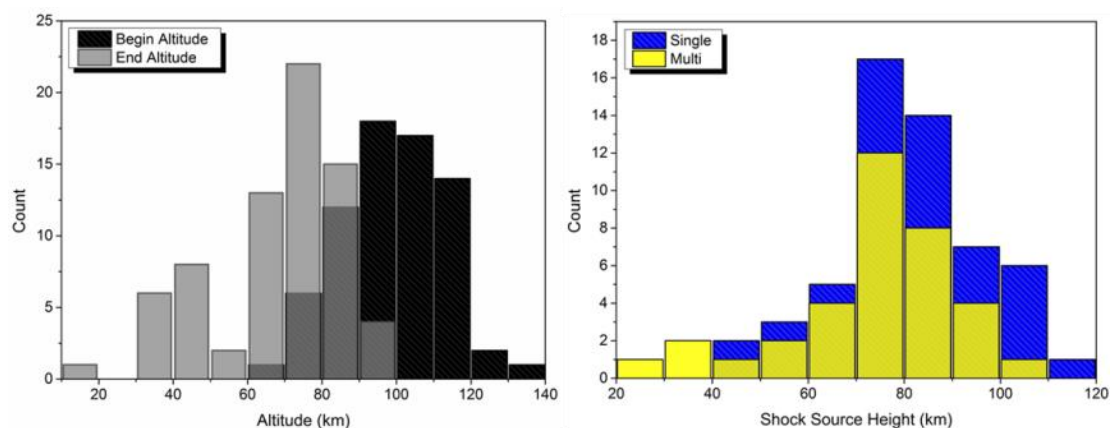 25
20
15
10
5
0
Count
20 40 60 80 100 120 140
Altitude (km)
Begin Altitude
End Altitude
18
16
14
12
10
8
6
4
2
0
Count
20 40 60 80 100 120
Shock Source Height (km)
Single
Multi